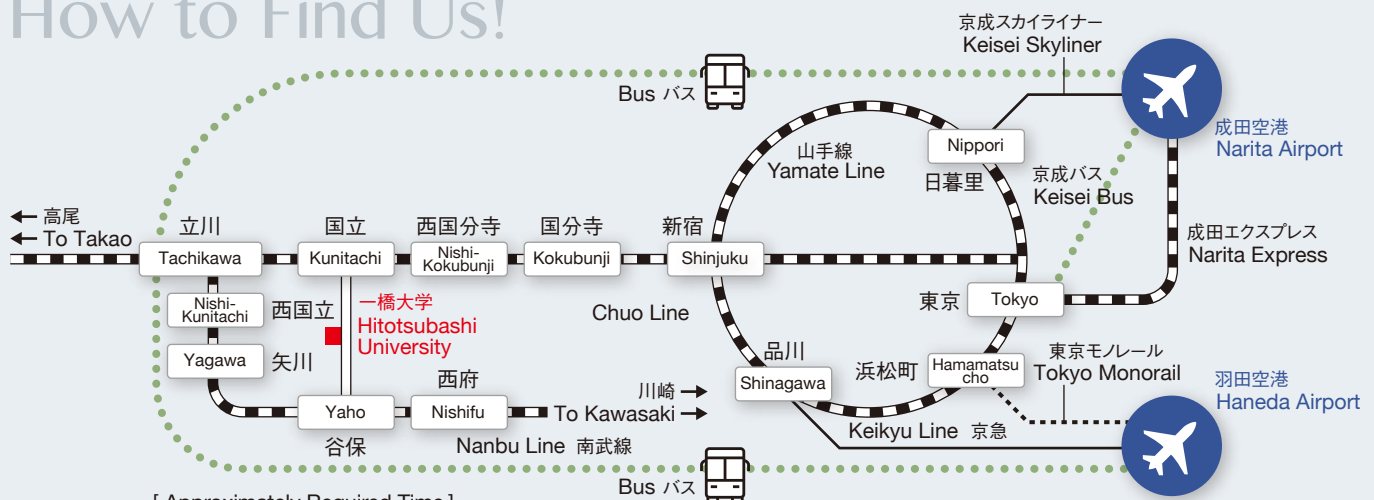 How to Find Us!
京成スカイライナー
Keisei Skyliner
Bus バス
成田空港
Narita Airport
山手線
Yamate Line
Nippori
日暮里
京成バス
Keisei Bus
← 高尾
← To Takao
立川
Tachikawa
国立
Kunitachi
西国分寺
Nishi-
Kokubunji
国分寺
Kokubunji
新宿
Shinjuku
成田エクスプレス
Narita Express
Nishi-
Kunitachi
西国立
一橋大学
Hitotsubashi
University
Chuo Line
東京
Tokyo
Yagawa
矢川
品川
Shinagawa
浜松町
Hamamatsu
cho
東京モノレール
Tokyo Monorail
羽田空港
Haneda Airport
西府
Yaho
谷保
Nishifu
川崎 →
To Kawasaki →
Nanbu Line 南武線
Keikyu Line 京急
Bus バス
[ Approximately Required Time ]